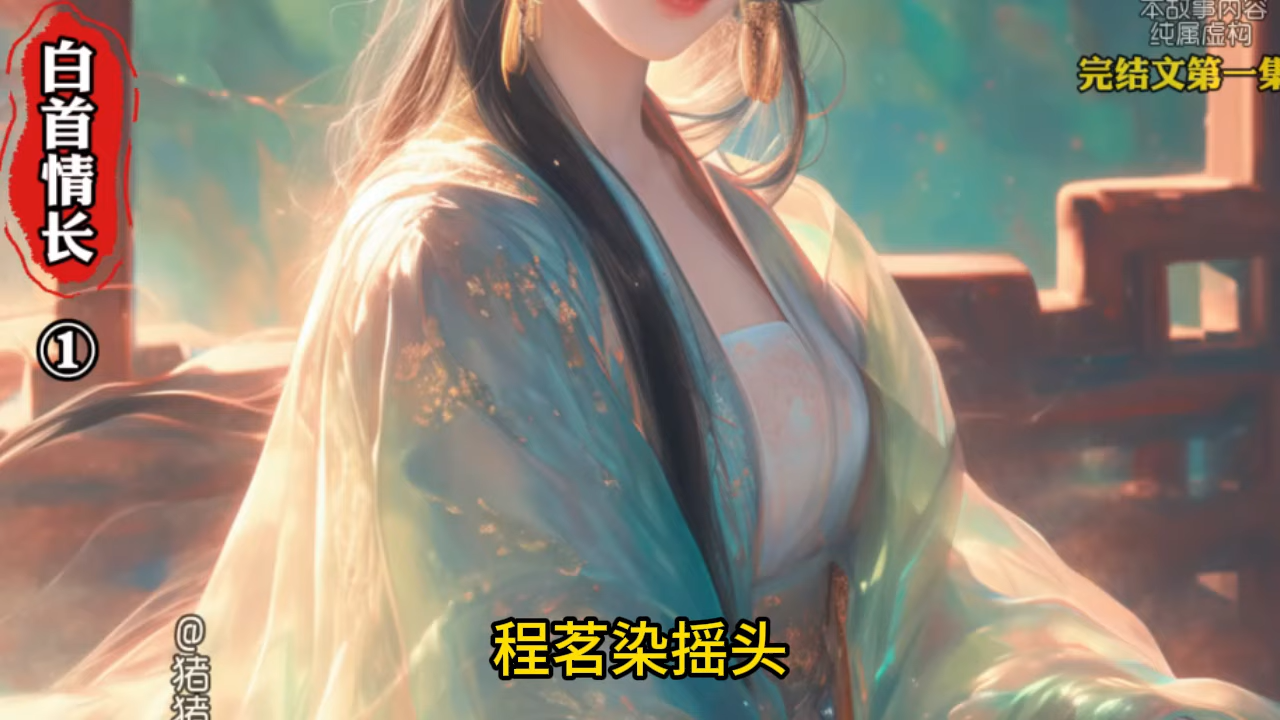 白首情长
①
本故事内容
纯属虚构
完结文第一集
@猪猪
程茗染摇头